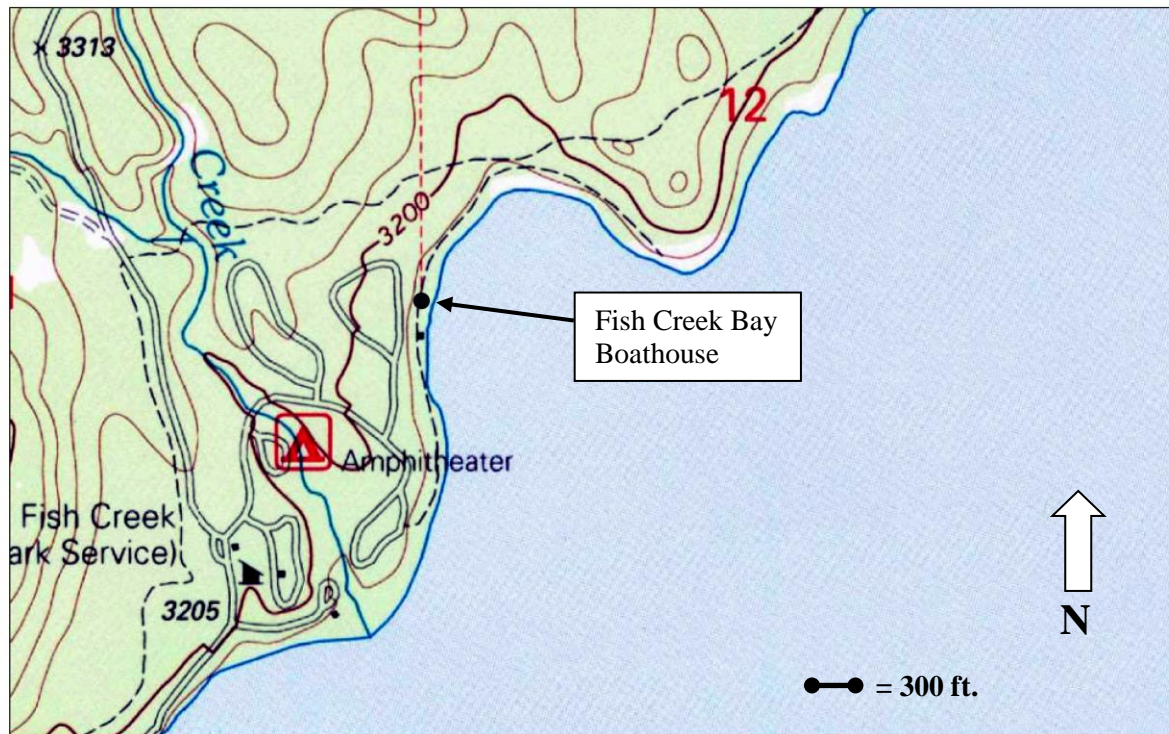 3313
12
Creek
3200
Fish Creek Bay
Boathouse
Amphitheater
Fish Creek
ark Service)
3205
N
= 300 ft.